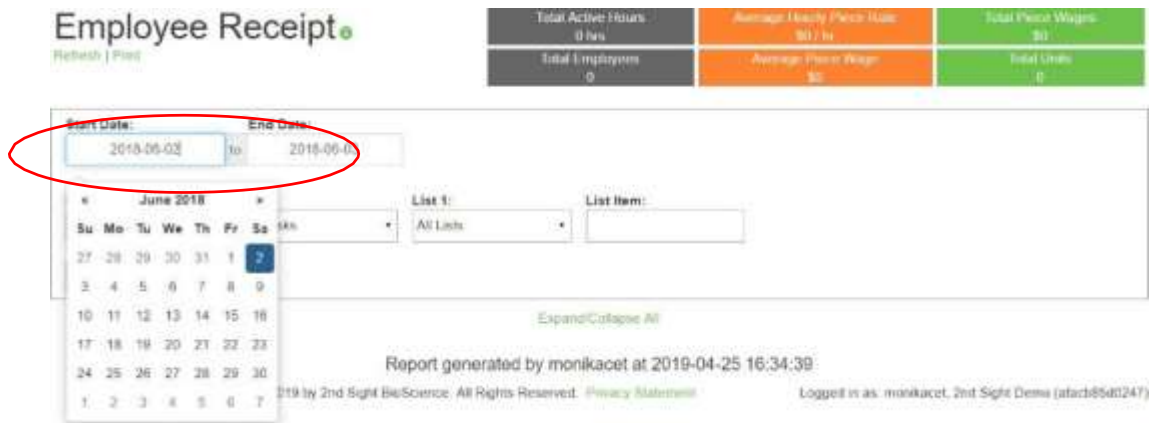 Employee Receipt
Refresh | Print
Total Active Hours
0 hrs
Average Hourly Piece Rate
$0 / hr
Total Piece Wages
$0
Total Employees
0
Average Piece Wage
$0
Total Units
0
Start Date: End Date:
2018-06-02 to 2018-06-02
« June 2018 »
Su Mo Tu We Th Fr Sa
27 28 29 30 31 1 2
3 4 5 6 7 8 9
10 11 12 13 14 15 16
17 18 19 20 21 22 23
24 25 26 27 28 29 30
1 2 3 4 5 6 7
List 1: List Item:
All Lists
Expand/Collapse All
Report generated by monikacet at 2019-04-25 16:34:39
by 2nd Sight BioScience. All Rights Reserved. Privacy Statement
Logged in as: monikacet, 2nd Sight Demo